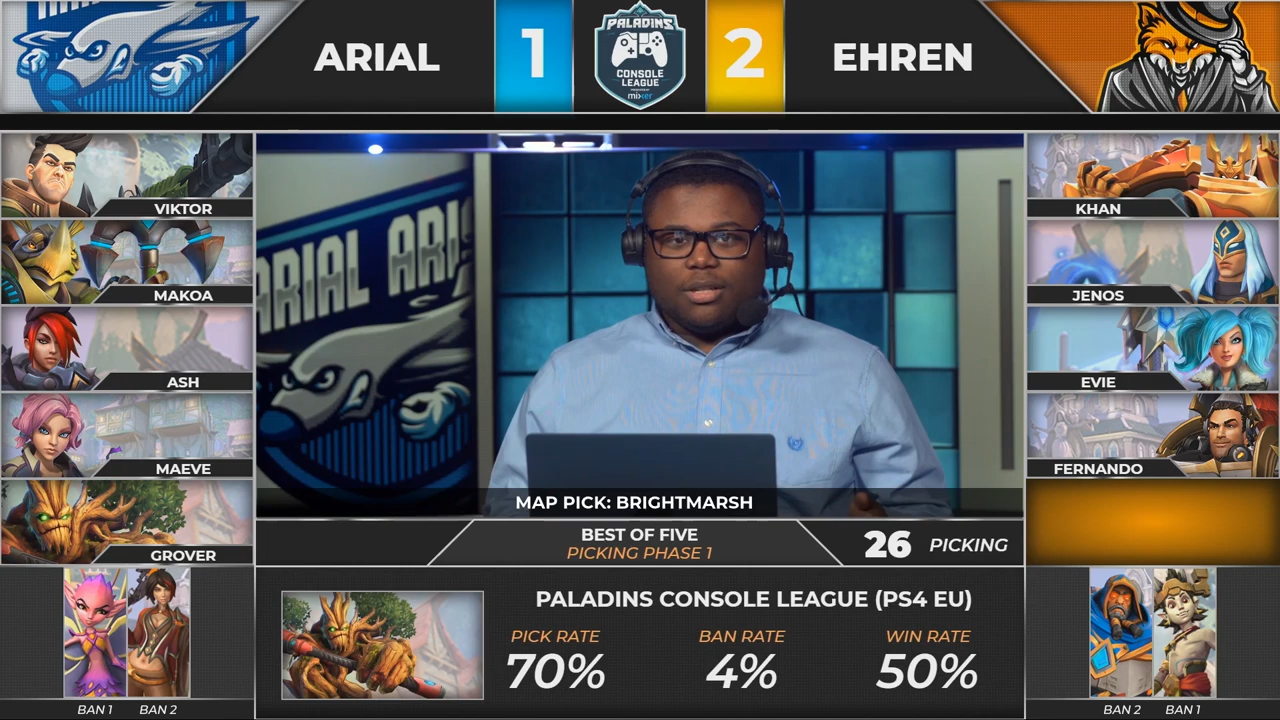 ARIAL
1
PALADINS
CONSOLE
LEAGUE
mixer
2
EHREN
VIKTOR
MAKOA
ASH
MAEVE
GROVER
BAN 1
BAN 2
ARIAL ARI
MAP PICK: BRIGHTMARSH
BEST OF FIVE
PICKING PHASE 1
26 PICKING
PALADINS CONSOLE LEAGUE (PS4 EU)
PICK RATE
BAN RATE
WIN RATE
70%
4%
50%
KHAN
JENOS
EVIE
FERNANDO
BAN 2
BAN 1